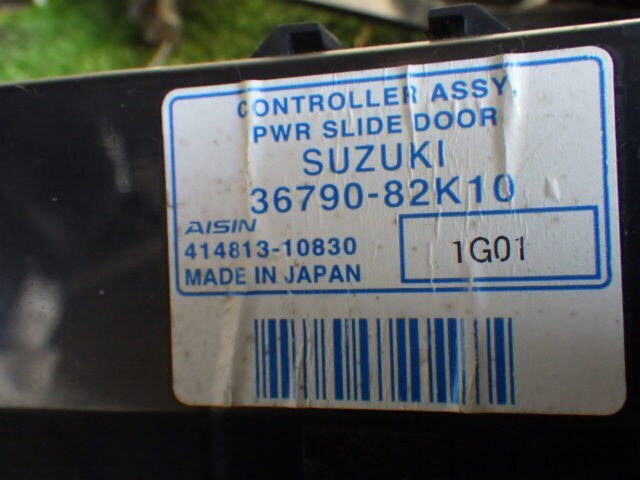 CONTROLLER ASSY,
PWR SLIDE DOOR
SUZUKI
36790-82K10
AISIN
414813-10830
MADE IN JAPAN
1G01